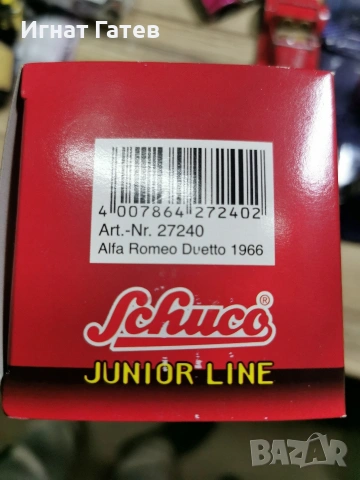 Игнат Гатев
4 007864 272402
Art.-Nr. 27240
Alfa Romeo Duetto 1966
Schuco ®
JUNIOR LINE
BAZAR